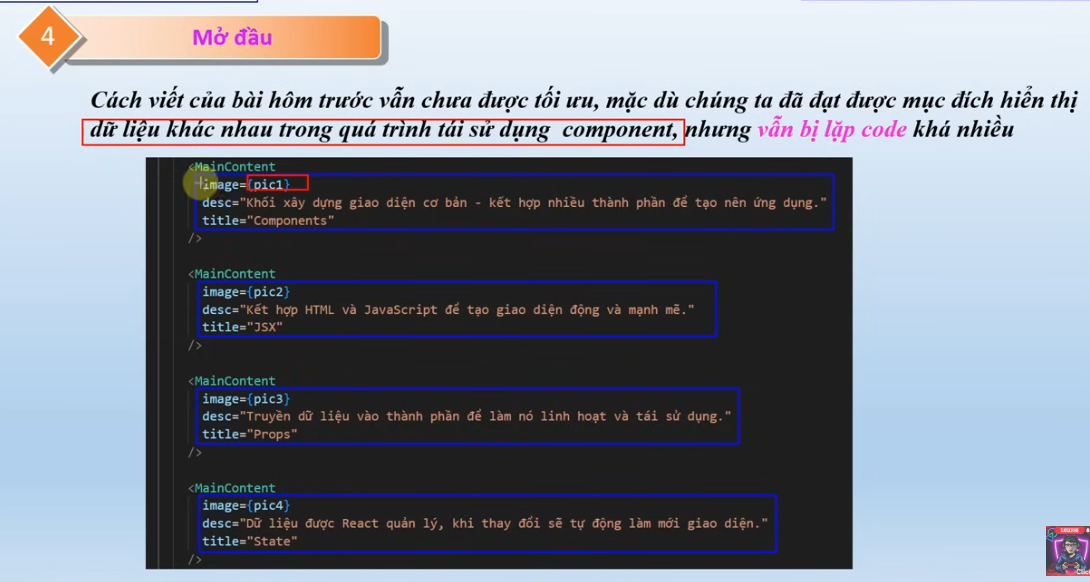 4
Mở đầu
Cách viết của bài hôm trước vẫn chưa được tối ưu, mặc dù chúng ta đã đạt được mục đích hiển thị
dữ liệu khác nhau trong quá trình tái sử dụng component, nhưng vẫn bị lặp code khá nhiều
<MainContent
image={pic1}
desc="Khối xây dựng giao diện cơ bản - kết hợp nhiều thành phần để tạo nên ứng dụng."
title="Components"
/>
<MainContent
image={pic2}
desc="Kết hợp HTML và JavaScript để tạo giao diện động và mạnh mẽ."
title="JSX"
/>
<MainContent
image={pic3}
desc="Truyền dữ liệu vào thành phần để làm nó linh hoạt và tái sử dụng."
title="Props"
/>
<MainContent
image={pic4}
desc="Dữ liệu được React quản lý, khi thay đổi sẽ tự động làm mới giao diện."
title="State"
/>